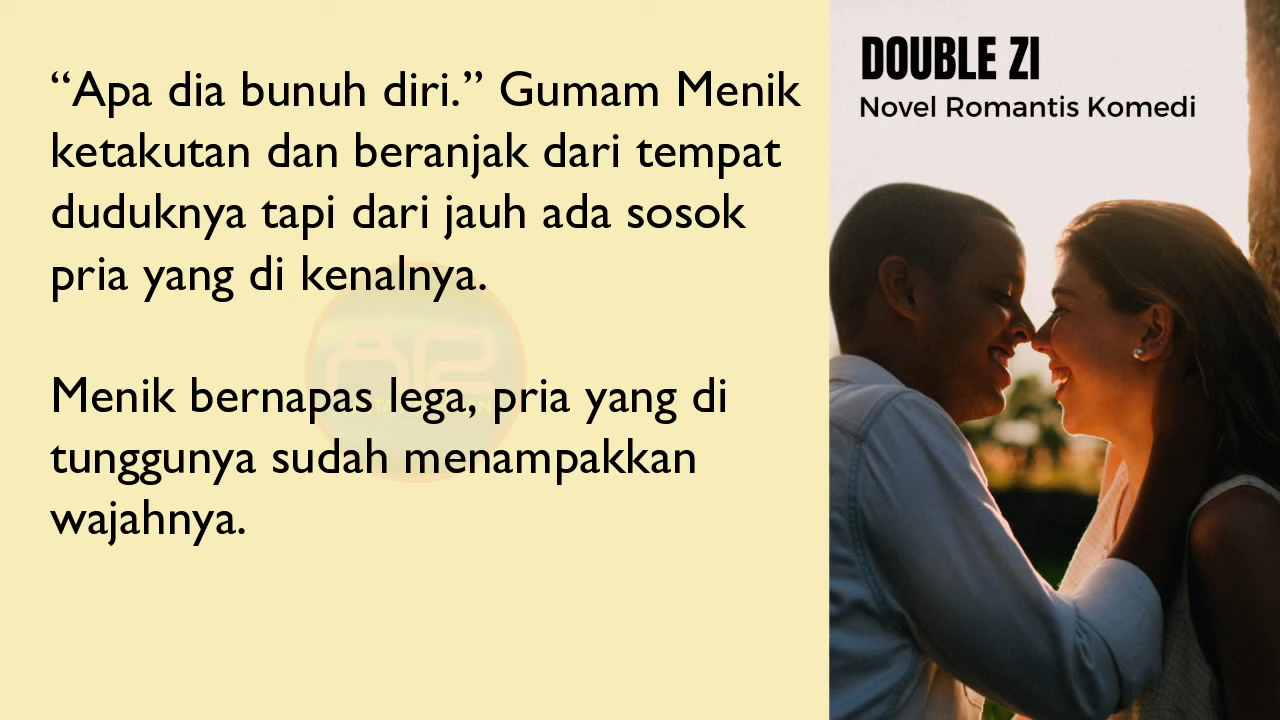 “Apa dia bunuh diri.” Gumam Menik
ketakutan dan beranjak dari tempat
duduknya tapi dari jauh ada sosok
pria yang di kenalnya.
Menik bernapas lega, pria yang di
tunggunya sudah menampakkan
wajahnya.
DOUBLE ZI
Novel Romantis Komedi